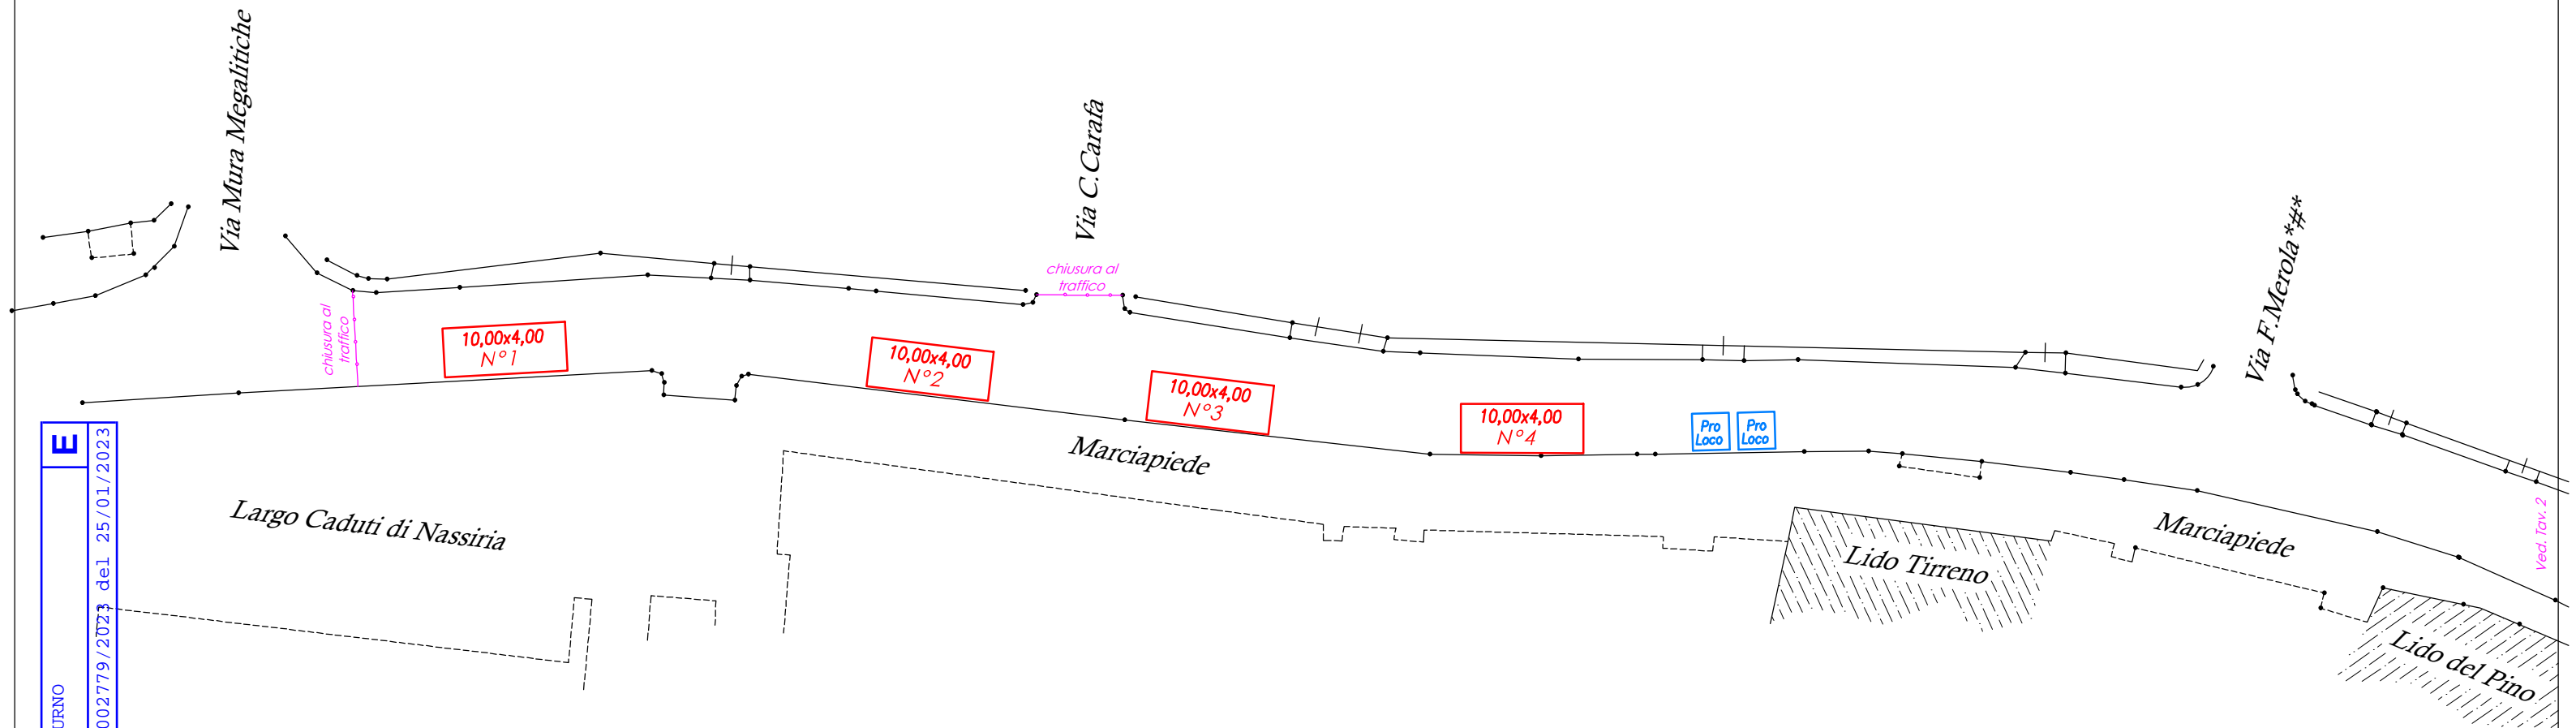 Via Mura Megalitiche
Via C.Carafa
Via F.Merola*#*
chiusura al
traffico
chiusura al
traffico
10,00x4,00
N°1
10,00x4,00
N°2
10,00x4,00
N°3
10,00x4,00
N°4
Pro
Loco
Pro
Loco
Marciapiede
Largo Caduti di Nassiria
Lido Tirreno
Marciapiede
Lido del Pino
Ved. Tav. 2
E
URNO
002779/2023 del 25/01/2023